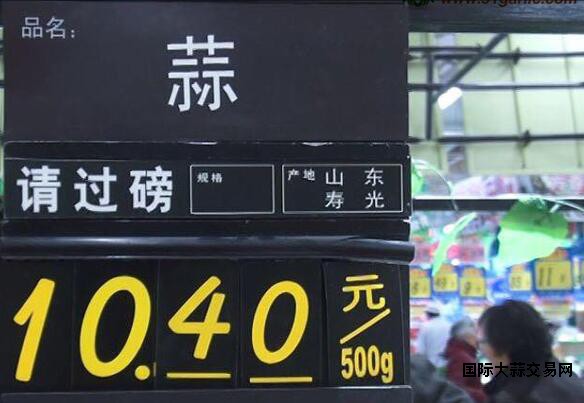 品名:
蒜
请过磅
规格
产地 山东
寿光
10.40 元/500g
国际大蒜交易网